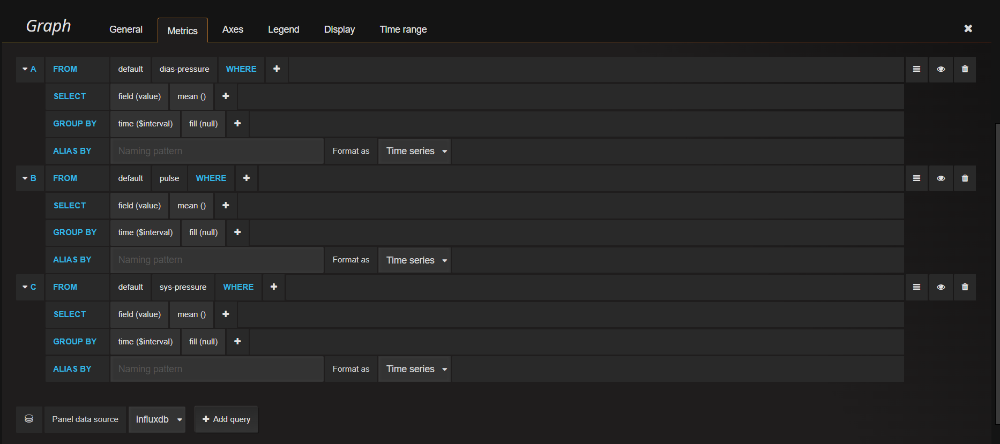 Graph General Metrics Axes Legend Display Time range
A FROM default dias-pressure WHERE
SELECT field (value) mean ()
GROUP BY time ($interval) fill (null)
ALIAS BY Naming pattern Format as Time series
B FROM default pulse WHERE
SELECT field (value) mean ()
GROUP BY time ($interval) fill (null)
ALIAS BY Naming pattern Format as Time series
C FROM default sys-pressure WHERE
SELECT field (value) mean ()
GROUP BY time ($interval) fill (null)
ALIAS BY Naming pattern Format as Time series
Panel data source influxdb Add query